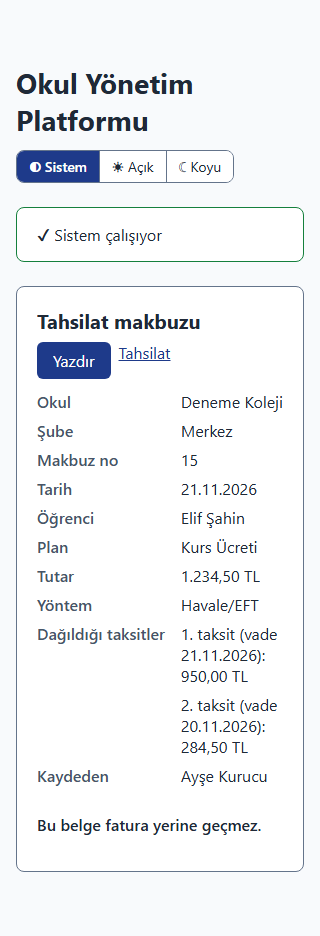 Okul Yönetim
Platformu
◐ Sistem
☀ Açık
☾ Koyu
✓ Sistem çalışıyor
Tahsilat makbuzu
Yazdır
Tahsilat
Okul Deneme Koleji
Şube Merkez
Makbuz no 15
Tarih 21.11.2026
Öğrenci Elif Şahin
Plan Kurs Ücreti
Tutar 1.234,50 TL
Yöntem Havale/EFT
Dağıldığı taksitler 1. taksit (vade
21.11.2026):
950,00 TL
2. taksit (vade
20.11.2026):
284,50 TL
Kaydeden Ayşe Kurucu
Bu belge fatura yerine geçmez.